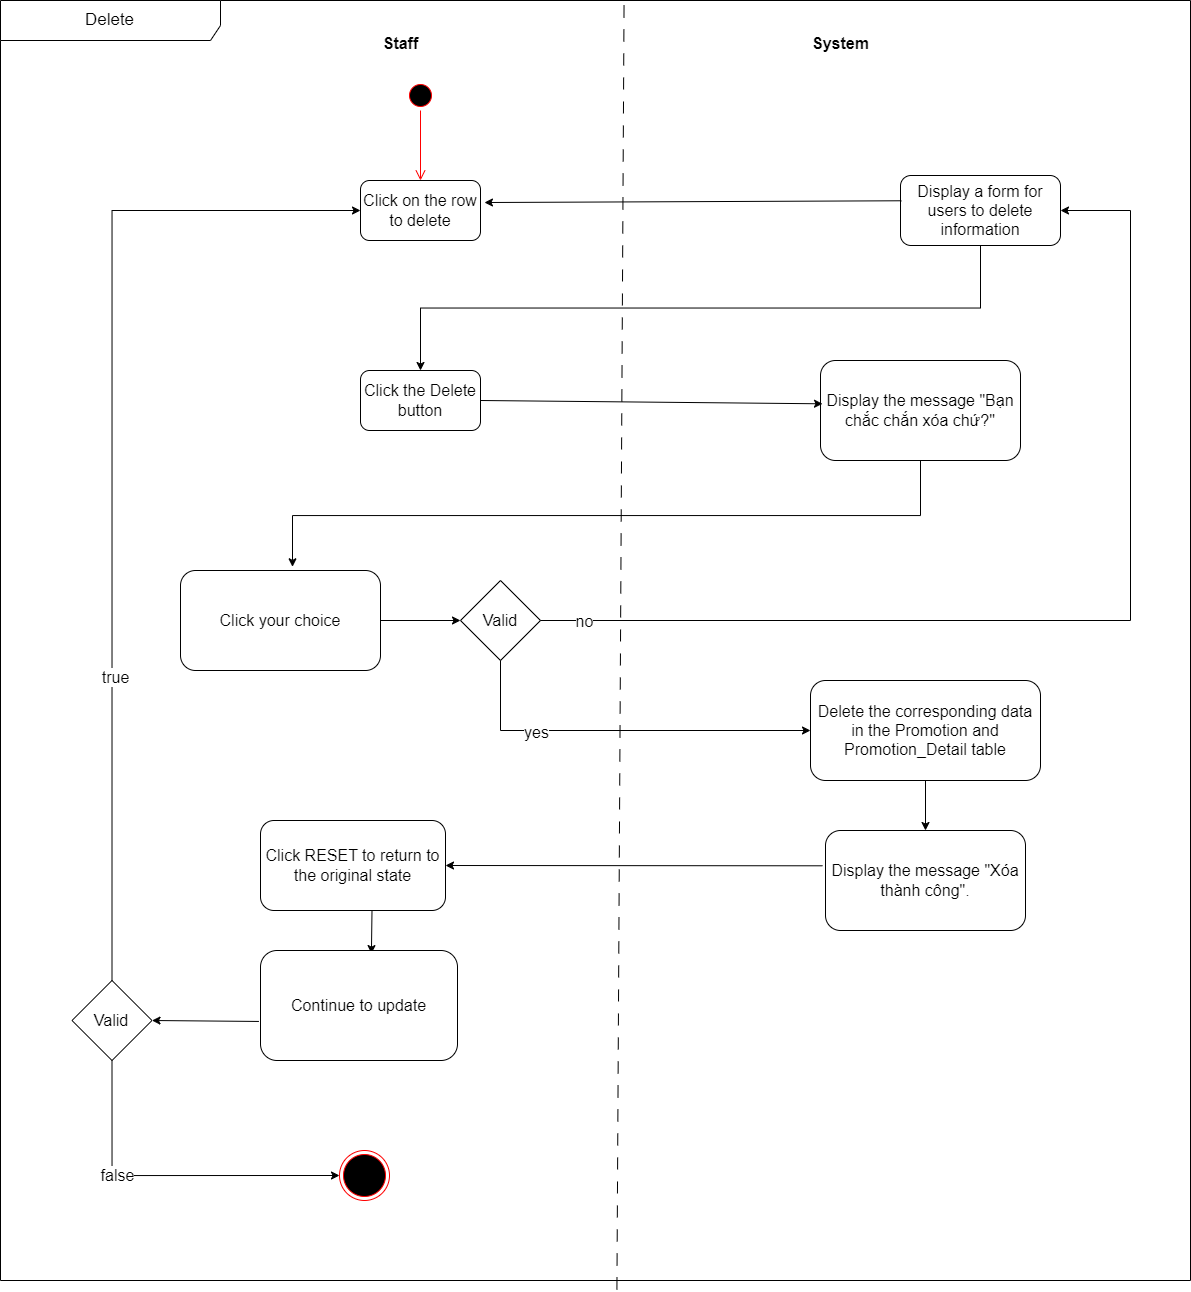 Delete
Staff
System
Click on the row
to delete
Display a form for
users to delete
information
Click the Delete
button
Display the message "Bạn
chắc chắn xóa chứ?"
Click your choice
Valid
no
true
yes
Delete the corresponding data
in the Promotion and
Promotion_Detail table
Click RESET to return to
the original state
Display the message "Xóa
thành công".
Continue to update
Valid
false